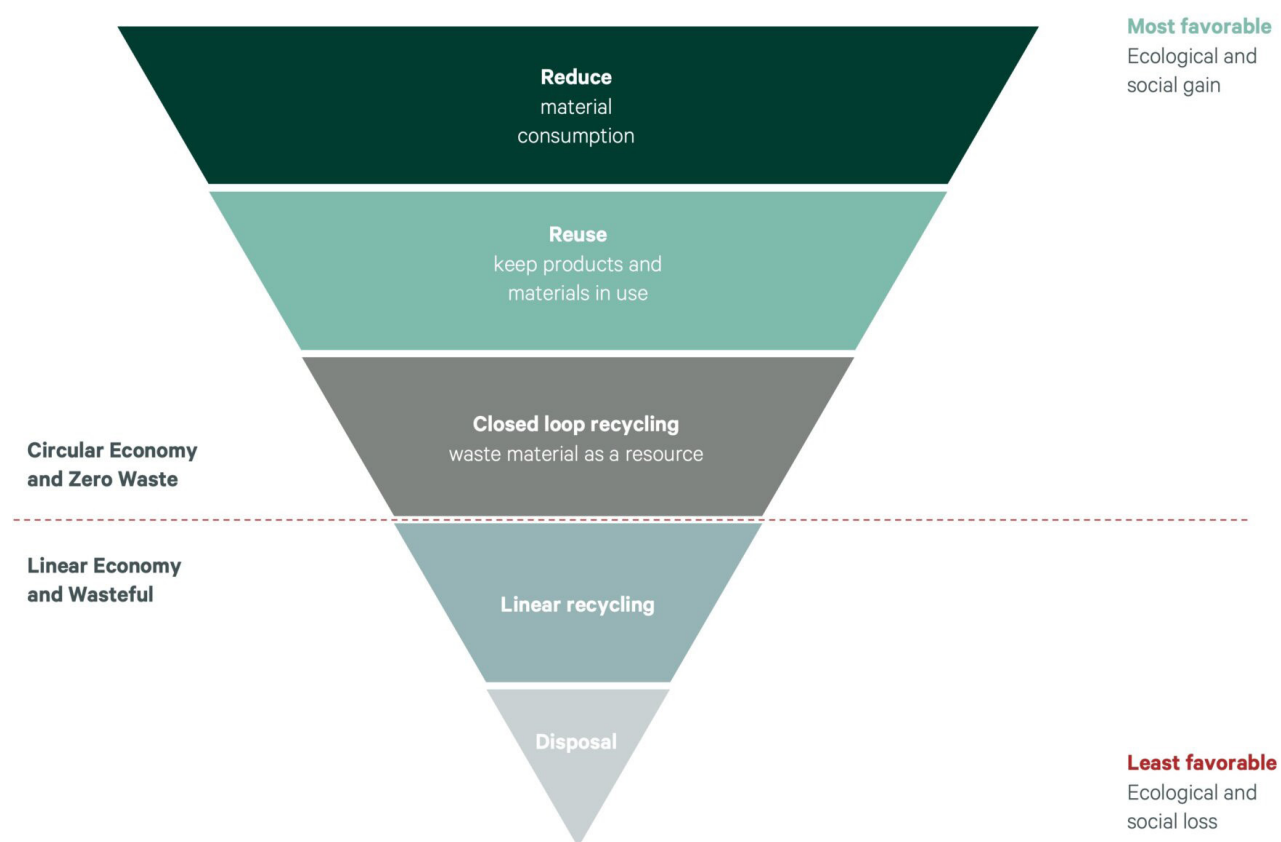 Most favorable
Ecological and
social gain
Reduce
material
consumption
Reuse
keep products and
materials in use
Closed loop recycling
waste material as a resource
Circular Economy
and Zero Waste
Linear Economy
and Wasteful
Linear recycling
Disposal
Least favorable
Ecological and
social loss